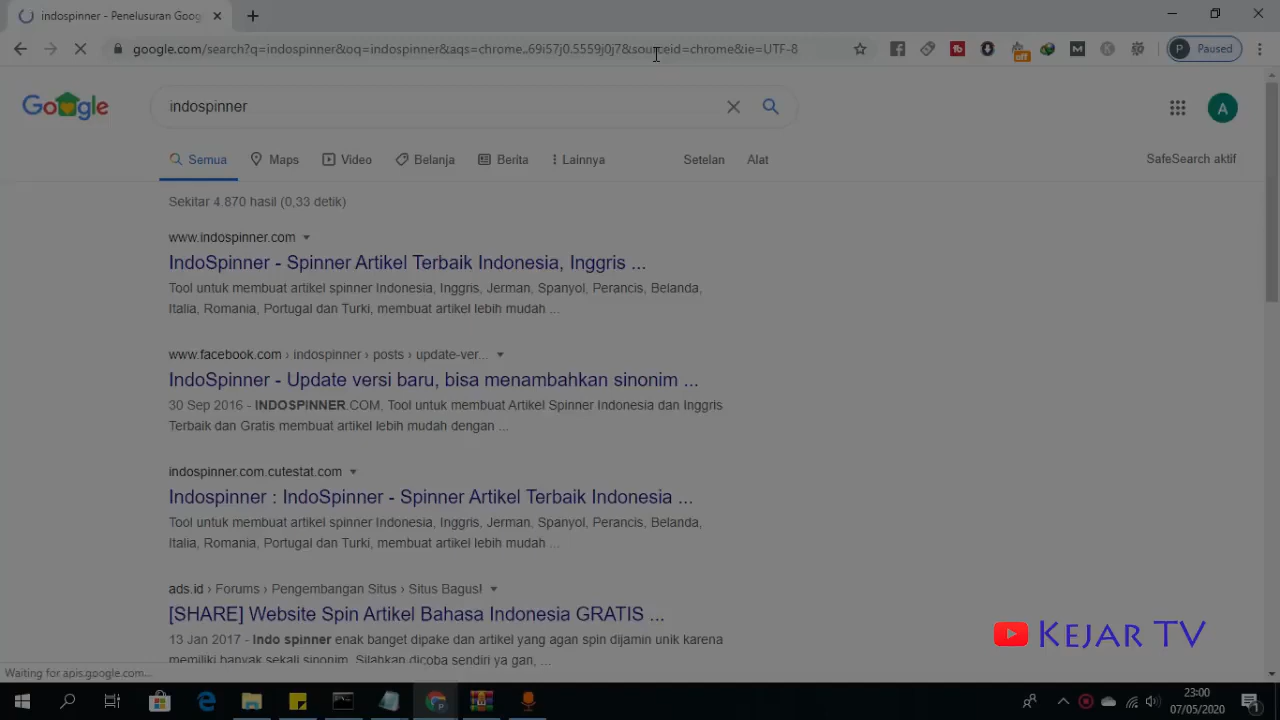 indospinner - Penelusuran Goog
google.com/search?q=indospinner&oq=indospinner&aqs=chrome..69i57j0.5559j0j7&sourceid=chrome&ie=UTF-8
off
P Paused
Google
indospinner
A
Semua Maps Video Belanja Berita Lainnya Setelan Alat SafeSearch aktif
Sekitar 4.870 hasil (0,33 detik)
www.indospinner.com
IndoSpinner - Spinner Artikel Terbaik Indonesia, Inggris ...
Tool untuk membuat artikel spinner Indonesia, Inggris, Jerman, Spanyol, Perancis, Belanda,
Italia, Romania, Portugal dan Turki, membuat artikel lebih mudah ...
www.facebook.com › indospinner › posts › update-ver...
IndoSpinner - Update versi baru, bisa menambahkan sinonim ...
30 Sep 2016 - INDOSPINNER.COM, Tool untuk membuat Artikel Spinner Indonesia dan Inggris
Terbaik dan Gratis membuat artikel lebih mudah dengan ...
indospinner.com.cutestat.com
Indospinner : IndoSpinner - Spinner Artikel Terbaik Indonesia ...
Tool untuk membuat artikel spinner Indonesia, Inggris, Jerman, Spanyol, Perancis, Belanda,
Italia, Romania, Portugal dan Turki, membuat artikel lebih mudah ...
ads.id › Forums › Pengembangan Situs › Situs Bagus!
[SHARE] Website Spin Artikel Bahasa Indonesia GRATIS ...
13 Jan 2017 - Indo spinner enak banget dipake dan artikel yang agan spin dijamin unik karena
memiliki banyak sekali sinonim. Silahkan dicoba sendiri ya gan, ...
Kejar TV
Waiting for apis.google.com...
23:00
07/05/2020